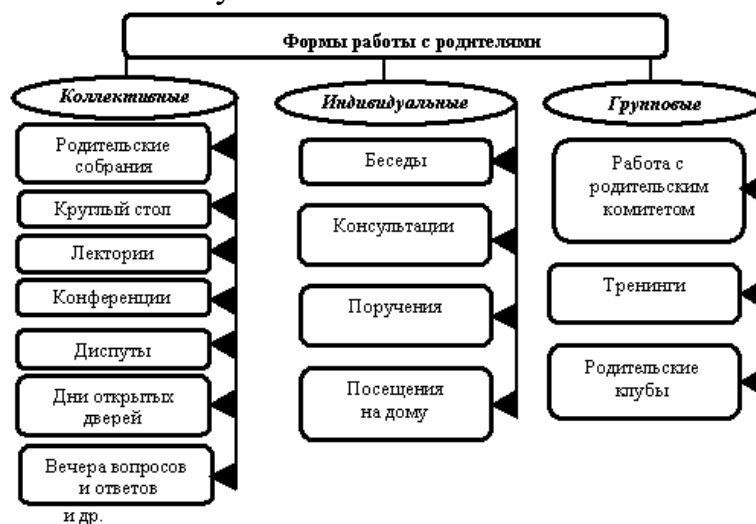 Формы работы с родителями
Коллективные
Родительские
собрания
Круглый стол
Лектории
Конференции
Диспуты
Дни открытых
дверей
Вечера вопросов
и ответов
и др.
Индивидуальные
Беседы
Консультации
Поручения
Посещения
на дому
Групповые
Работа с
родительским
комитетом
Тренинги
Родительские
клубы